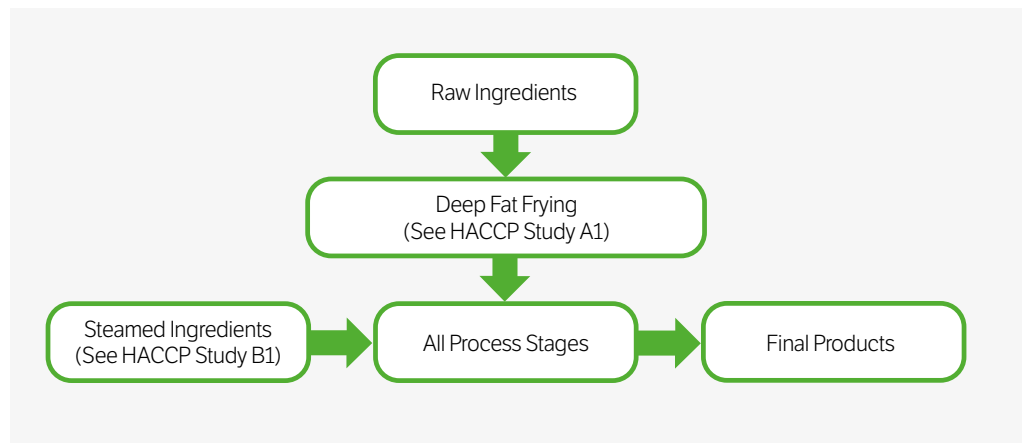 Raw Ingredients
Deep Fat Frying
(See HACCP Study A1)
Steamed Ingredients
(See HACCP Study B1)
All Process Stages
Final Products